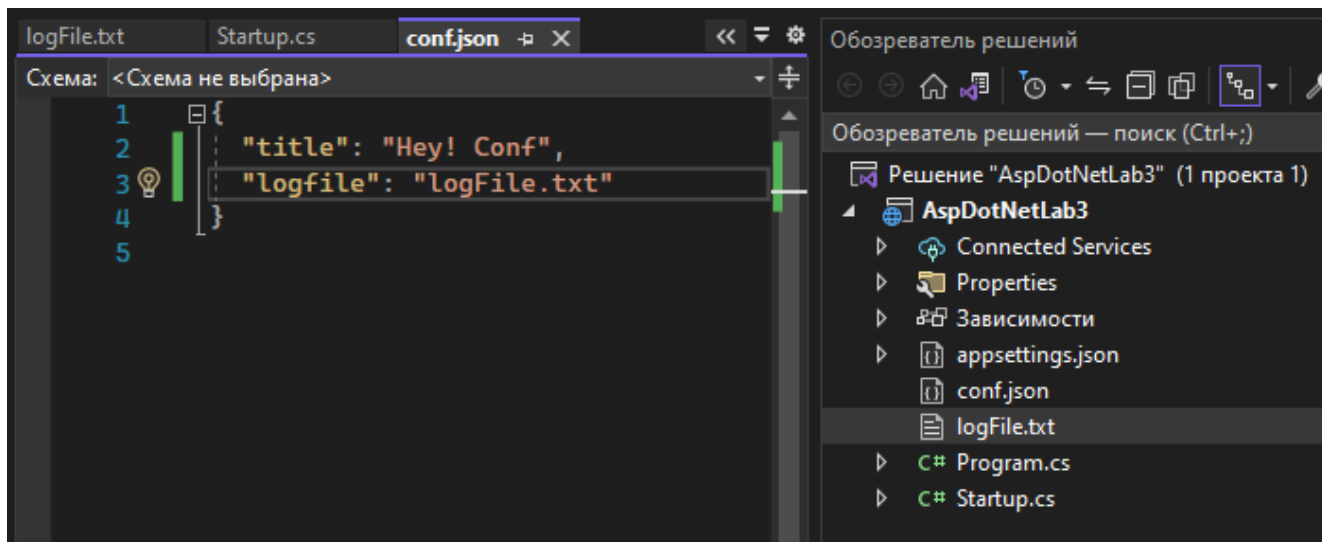 logFile.txt Startup.cs conf.json
Схема: <Схема не выбрана>
1 {
2 "title": "Hey! Conf",
3 "logfile": "logFile.txt"
4 }
5
Обозреватель решений
Обозреватель решений — поиск (Ctrl+;)
Решение "AspDotNetLab3" (1 проекта 1)
AspDotNetLab3
Connected Services
Properties
Зависимости
appsettings.json
conf.json
logFile.txt
C# Program.cs
C# Startup.cs